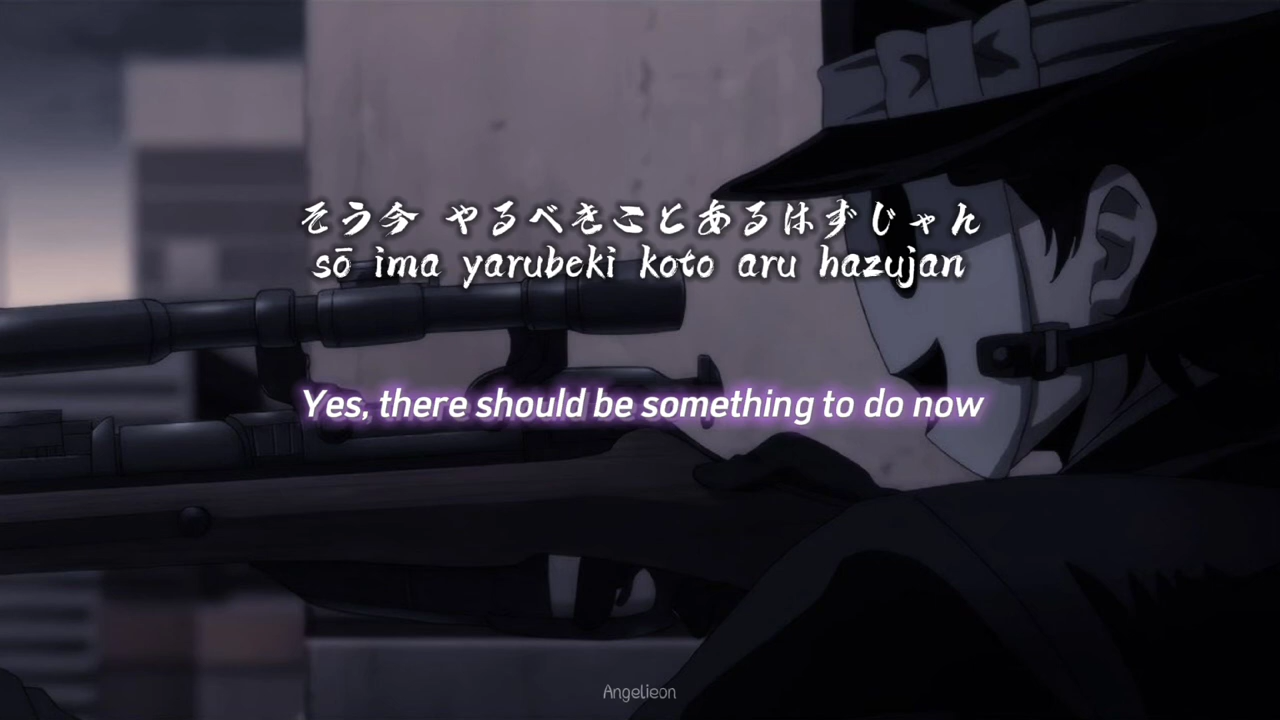 そう今 やるべきことあるはずじゃん
sō ima yarubeki koto aru hazujan
Yes, there should be something to do now
Angelieon